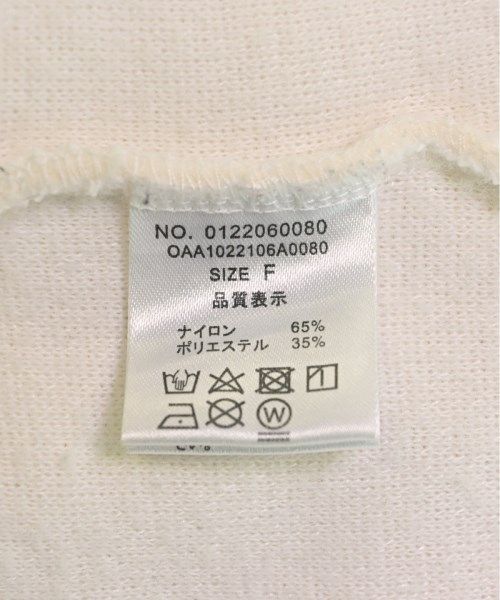 NO. 0122060080
OAA1022106A0080
SIZE F
品質表示
ナイロン 65%
ポリエステル 35%
W